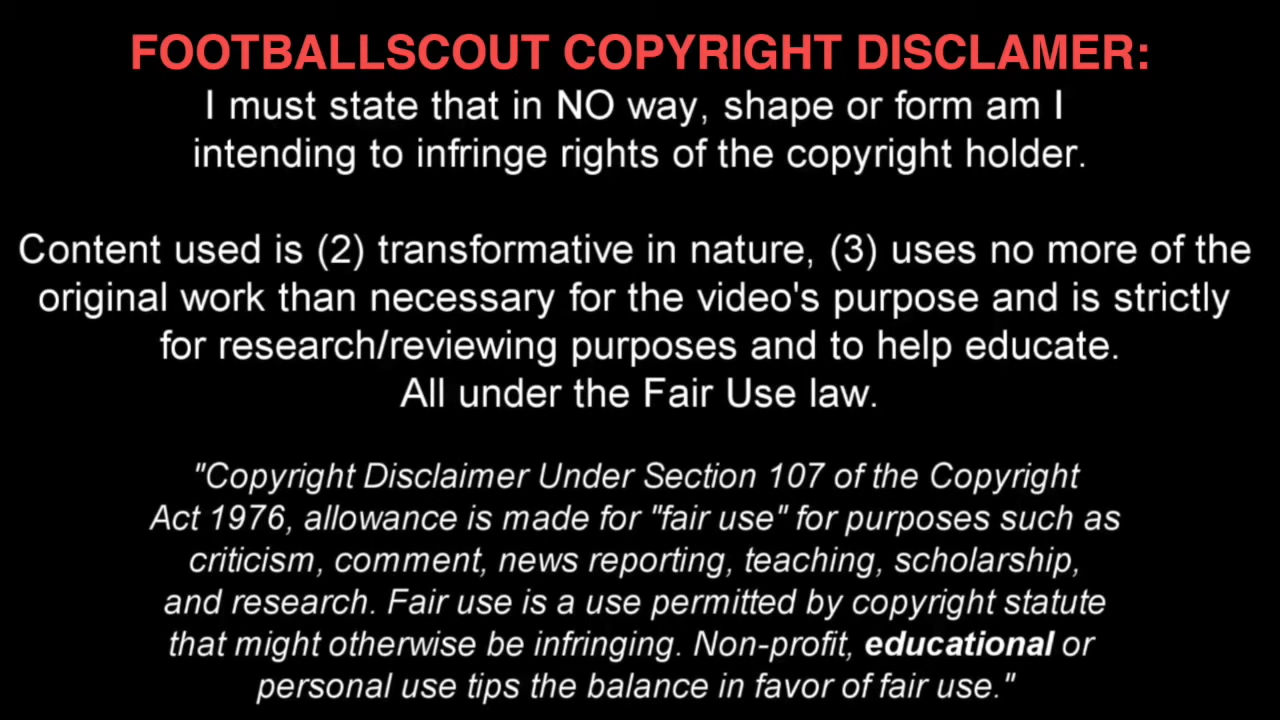 FOOTBALLSCOUT COPYRIGHT DISCLAMER:
I must state that in NO way, shape or form am I
intending to infringe rights of the copyright holder.
Content used is (2) transformative in nature, (3) uses no more of the
original work than necessary for the video's purpose and is strictly
for research/reviewing purposes and to help educate.
All under the Fair Use law.
"Copyright Disclaimer Under Section 107 of the Copyright
Act 1976, allowance is made for "fair use" for purposes such as
criticism, comment, news reporting, teaching, scholarship,
and research. Fair use is a use permitted by copyright statute
that might otherwise be infringing. Non-profit, educational or
personal use tips the balance in favor of fair use."